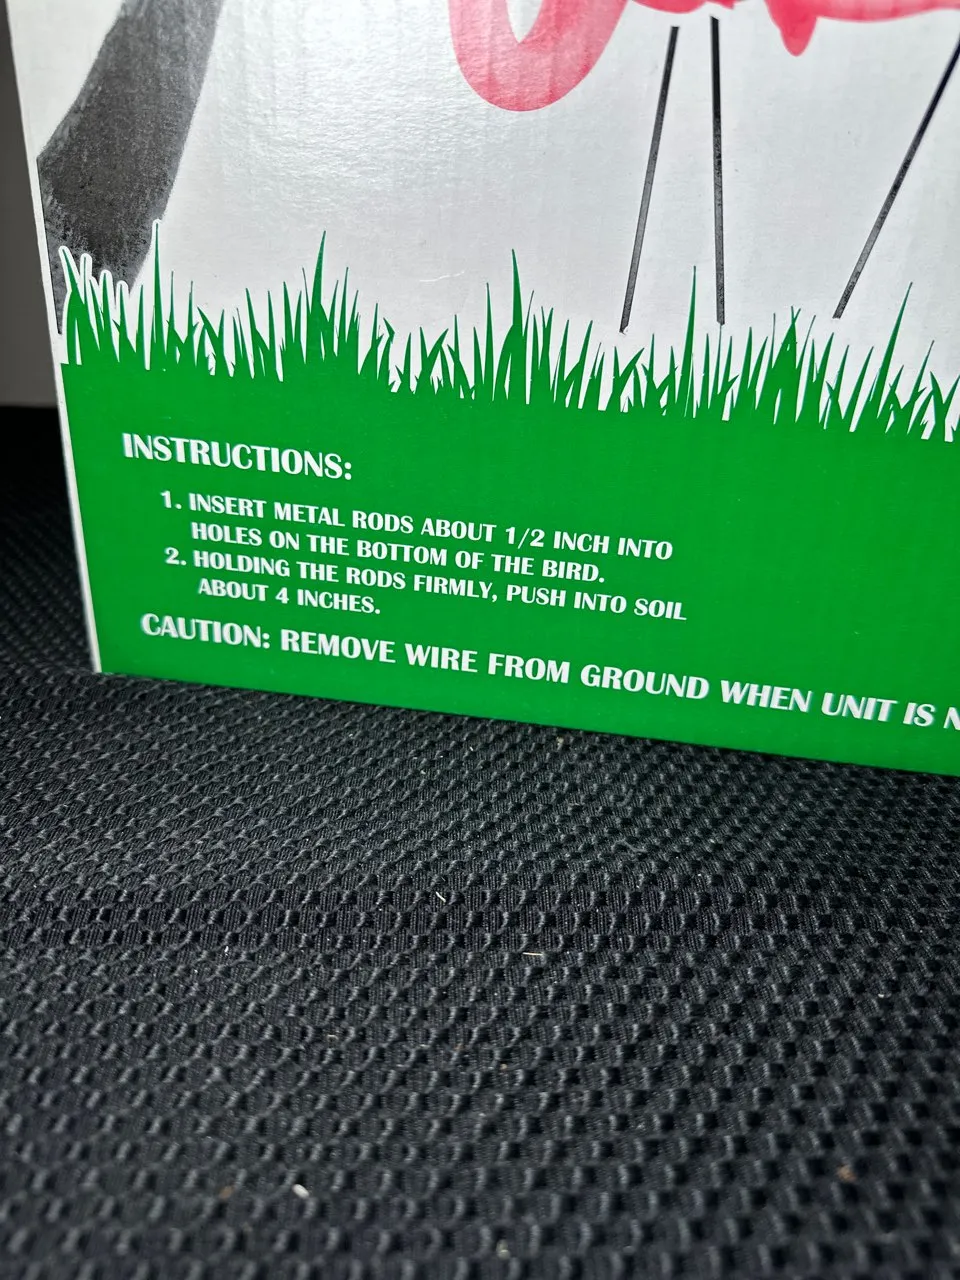 INSTRUCTIONS:
1. INSERT METAL RODS ABOUT 1/2 INCH INTO
HOLES ON THE BOTTOM OF THE BIRD.
2. HOLDING THE RODS FIRMLY, PUSH INTO SOIL
ABOUT 4 INCHES.
CAUTION: REMOVE WIRE FROM GROUND WHEN UNIT IS